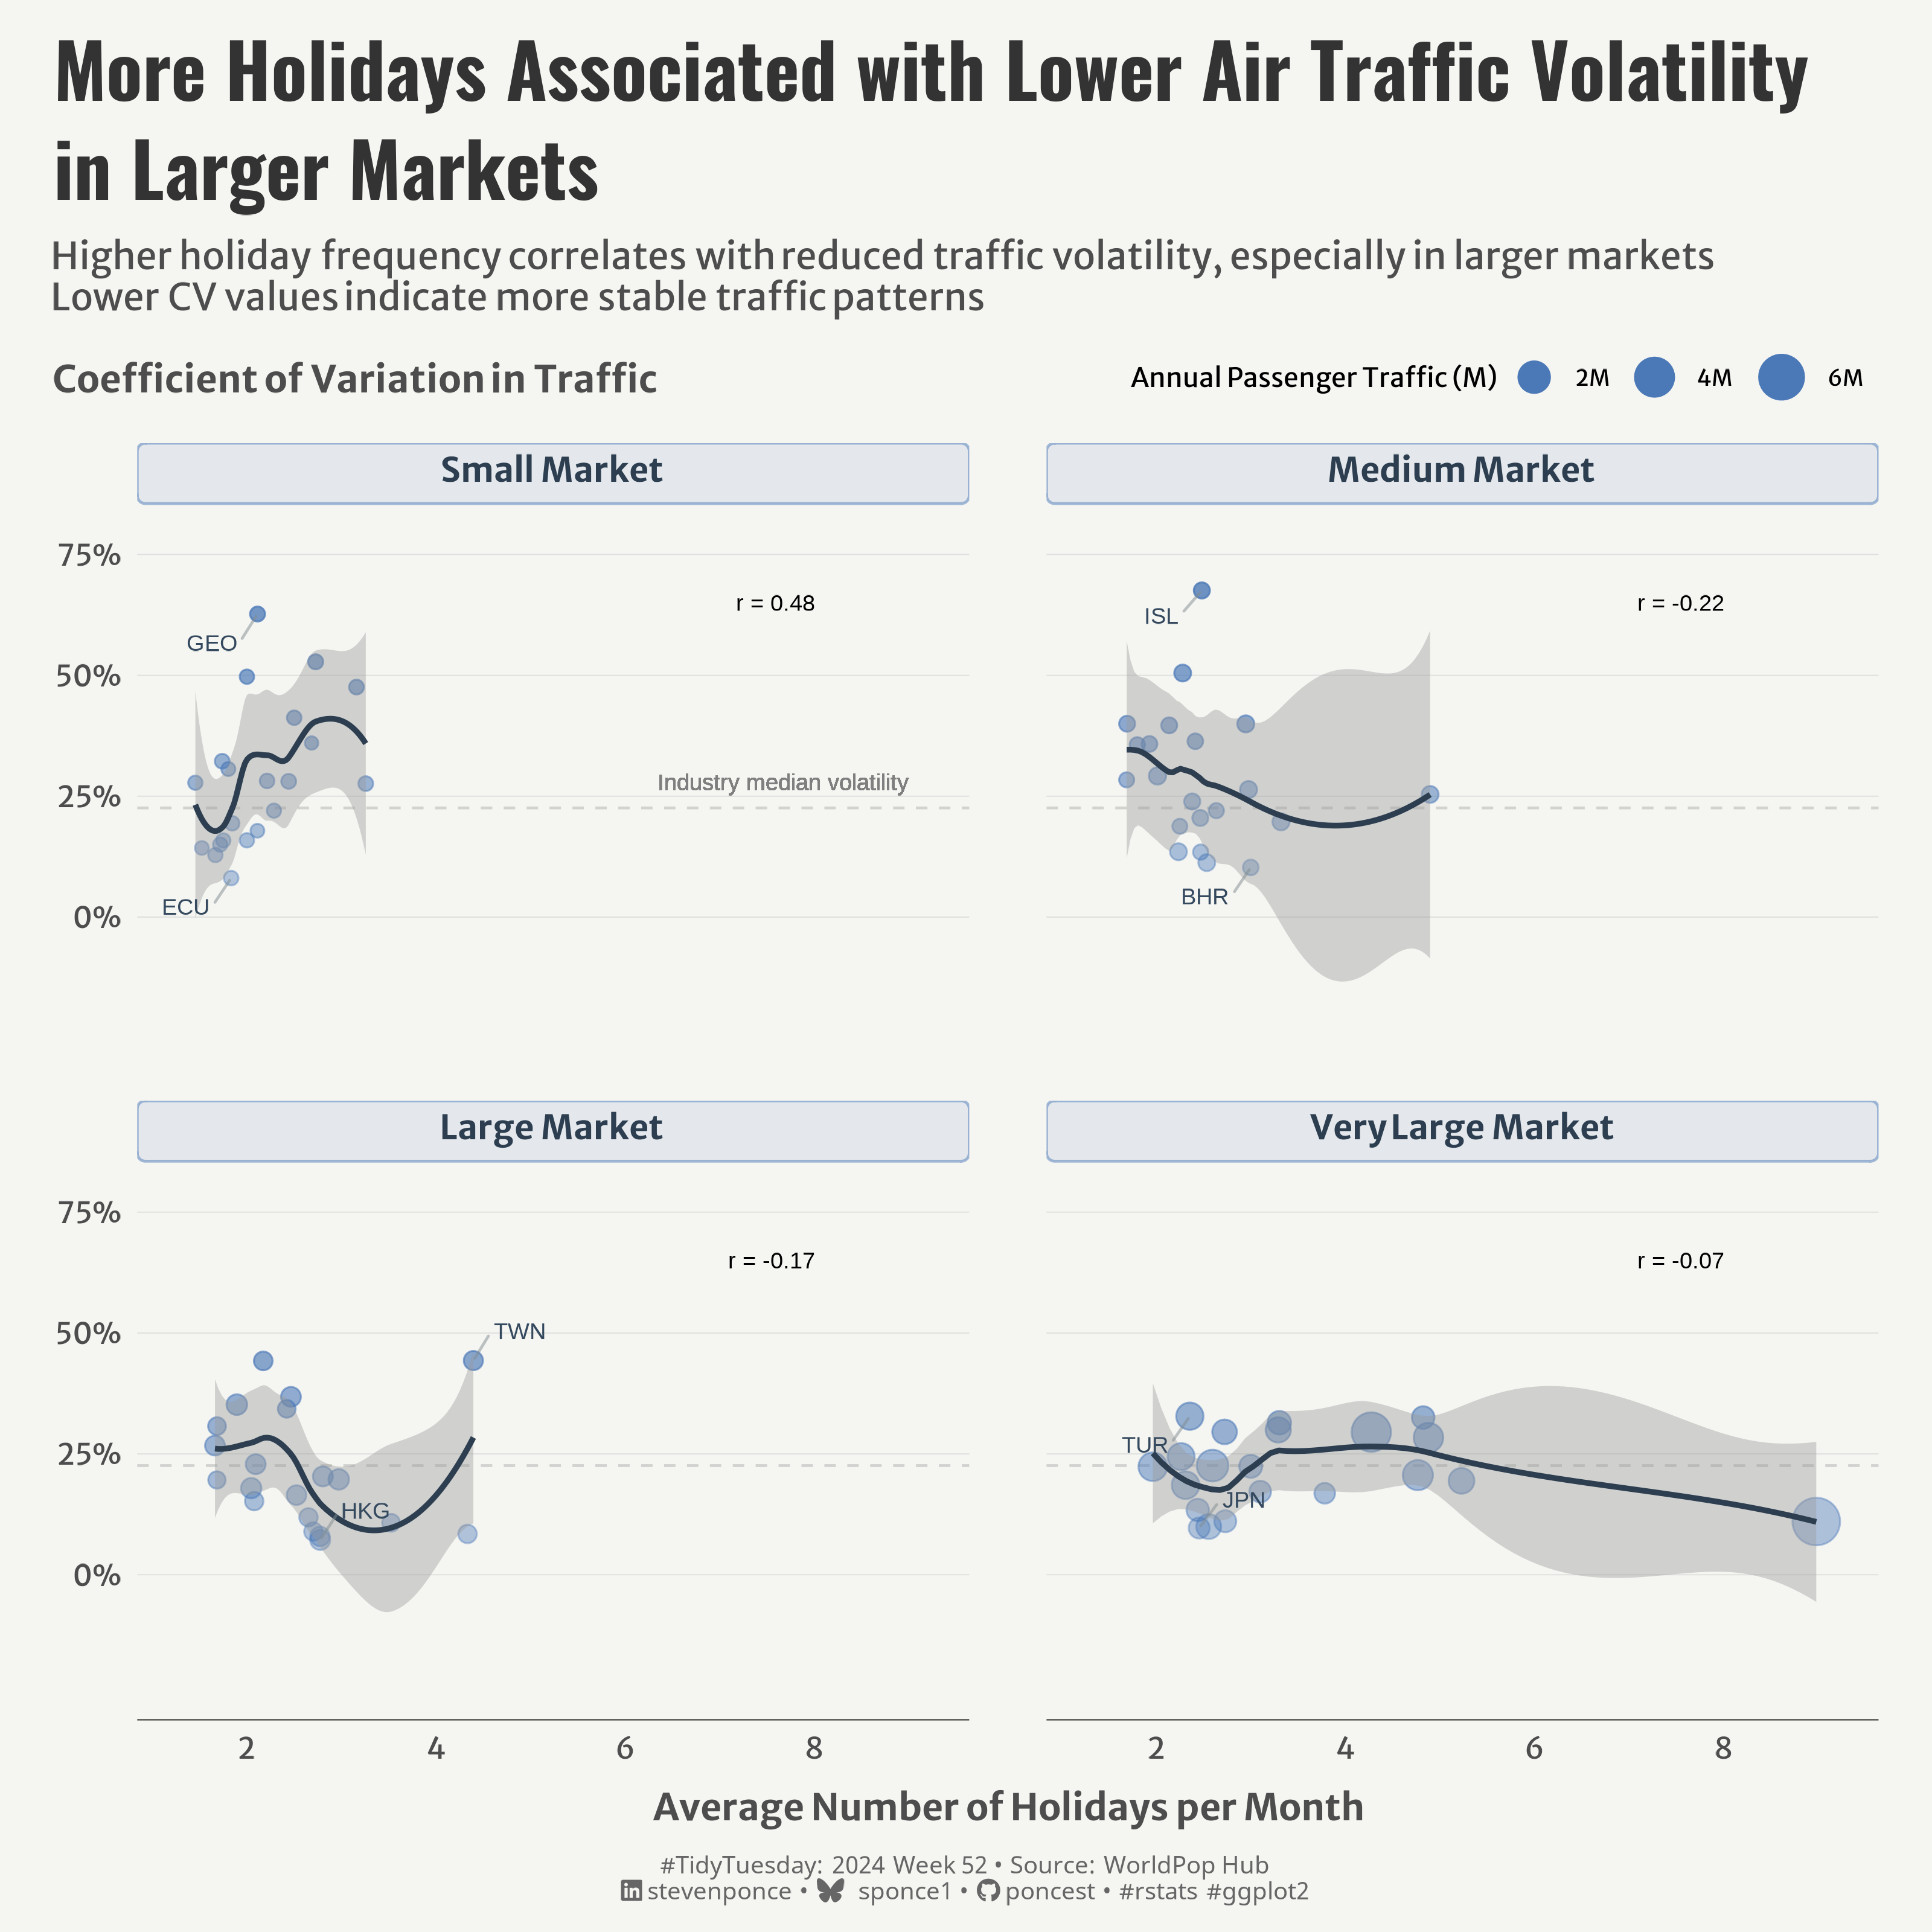 More Holidays Associated with Lower Air Traffic Volatility
in Larger Markets
Higher holiday frequency correlates with reduced traffic volatility, especially in larger markets
Lower CV values indicate more stable traffic patterns
Coefficient of Variation in Traffic
Annual Passenger Traffic (M) 2M 4M 6M
Small Market
Medium Market
75%
50%
25%
0%
r = 0.48
GEO
Industry median volatility
ECU
r = -0.22
ISL
BHR
Large Market
Very Large Market
75%
50%
25%
0%
r = -0.17
TWN
HKG
r = -0.07
TUR
JPN
2 4 6 8
2 4 6 8
Average Number of Holidays per Month
#TidyTuesday: 2024 Week 52 • Source: WorldPop Hub
stevenponce • sponce1 • poncest • #rstats #ggplot2